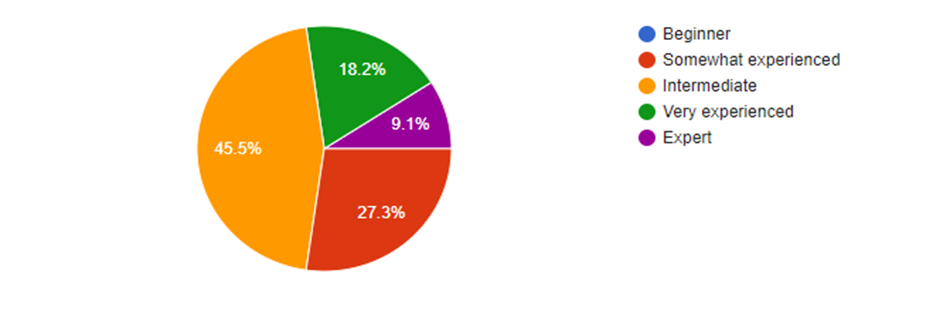 18.2%
9.1%
45.5%
27.3%
Beginner
Somewhat experienced
Intermediate
Very experienced
Expert